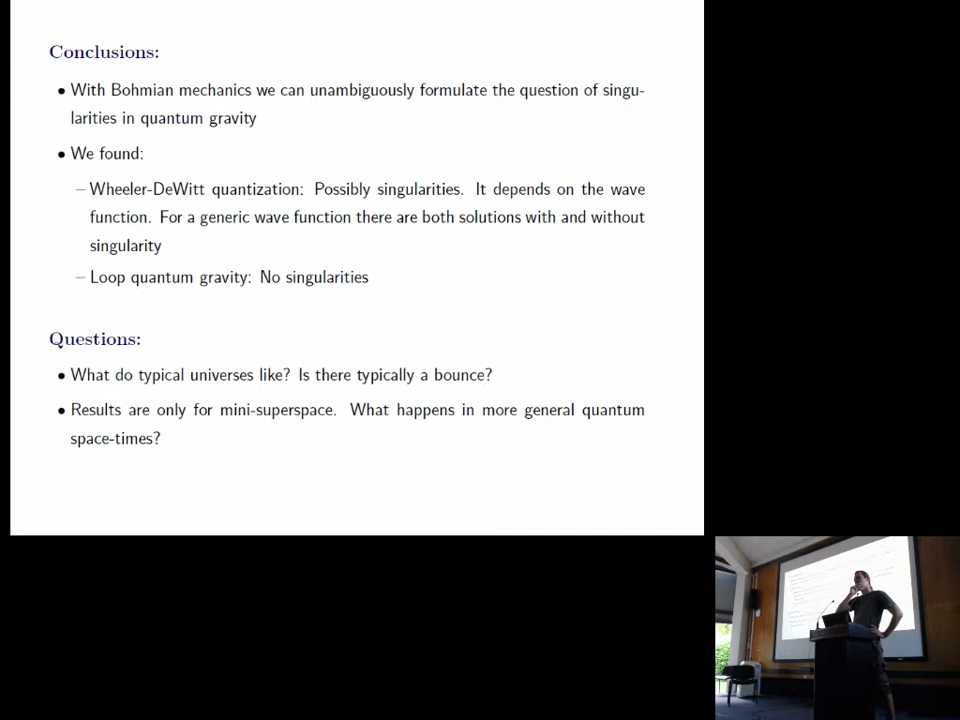 Conclusions:
• With Bohmian mechanics we can unambiguously formulate the question of singu-
larities in quantum gravity
• We found:
– Wheeler-DeWitt quantization: Possibly singularities. It depends on the wave
function. For a generic wave function there are both solutions with and without
singularity
– Loop quantum gravity: No singularities
Questions:
• What do typical universes like? Is there typically a bounce?
• Results are only for mini-superspace. What happens in more general quantum
space-times?